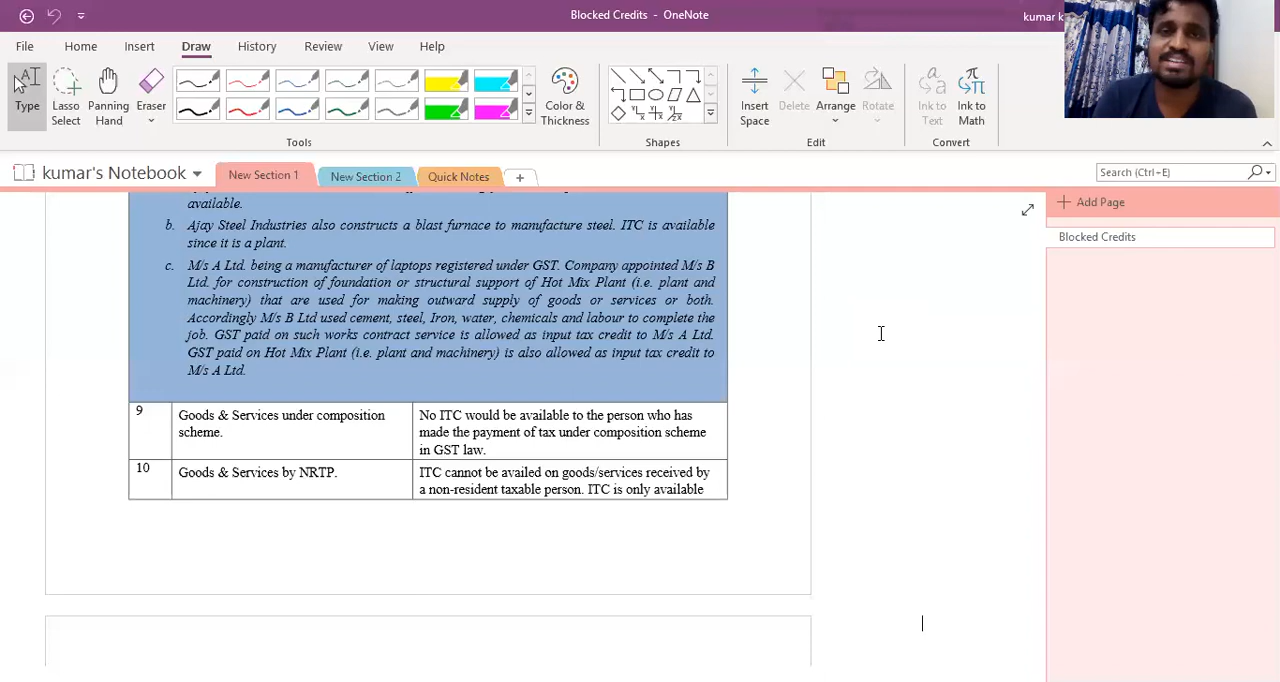 Blocked Credits - OneNote
kumar k
File Home Insert Draw History Review View Help
Type
Lasso Select
Panning Hand
Eraser
Color & Thickness
Insert Space
Delete
Arrange
Rotate
Ink to Text
Ink to Math
Tools
Shapes
Edit
Convert
kumar's Notebook
New Section 1
New Section 2
Quick Notes
Search (Ctrl+E)
Add Page
Blocked Credits
available.
b. Ajay Steel Industries also constructs a blast furnace to manufacture steel. ITC is available
since it is a plant.
c. M/s A Ltd. being a manufacturer of laptops registered under GST. Company appointed M/s B
Ltd. for construction of foundation or structural support of Hot Mix Plant (i.e. plant and
machinery) that are used for making outward supply of goods or services or both.
Accordingly M/s B Ltd used cement, steel, Iron, water, chemicals and labour to complete the
job. GST paid on such works contract service is allowed as input tax credit to M/s A Ltd.
GST paid on Hot Mix Plant (i.e. plant and machinery) is also allowed as input tax credit to
M/s A Ltd.
9
Goods & Services under composition
scheme.
No ITC would be available to the person who has
made the payment of tax under composition scheme
in GST law.
10
Goods & Services by NRTP.
ITC cannot be availed on goods/services received by
a non-resident taxable person. ITC is only available